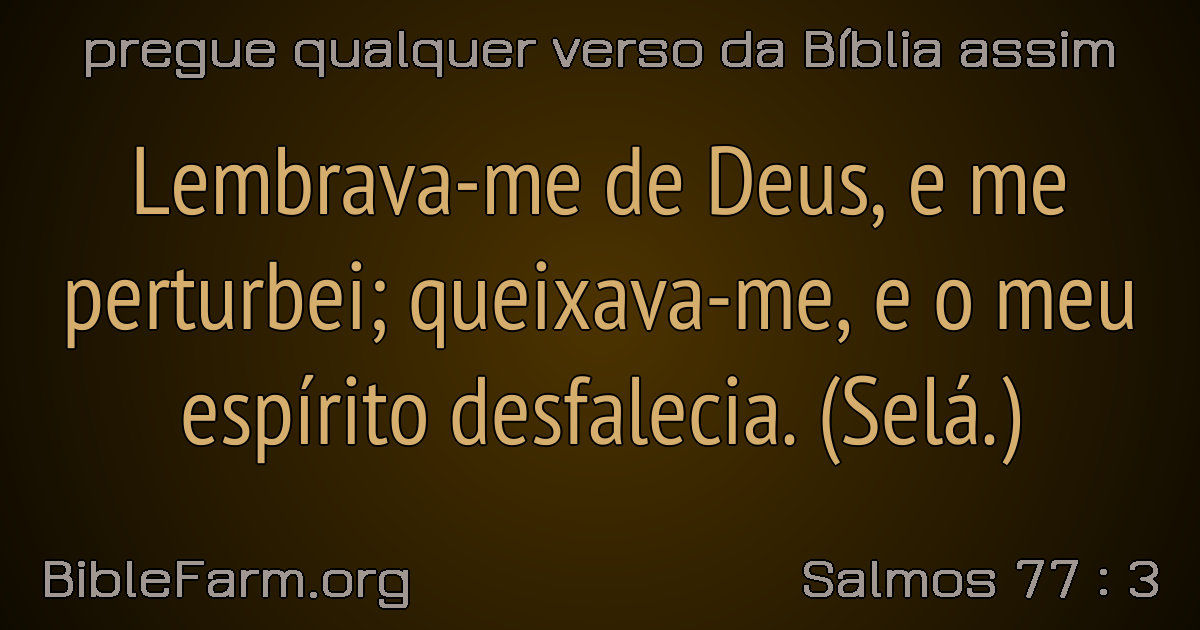 pregue qualquer verso da Bíblia assim
Lembrava-me de Deus, e me
perturbei; queixava-me, e o meu
espírito desfalecia. (Selá.)
BibleFarm.org
Salmos 77 : 3